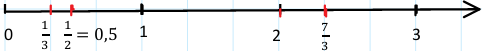 0 1/3 1/2 = 0,5 1 2 7/3 3